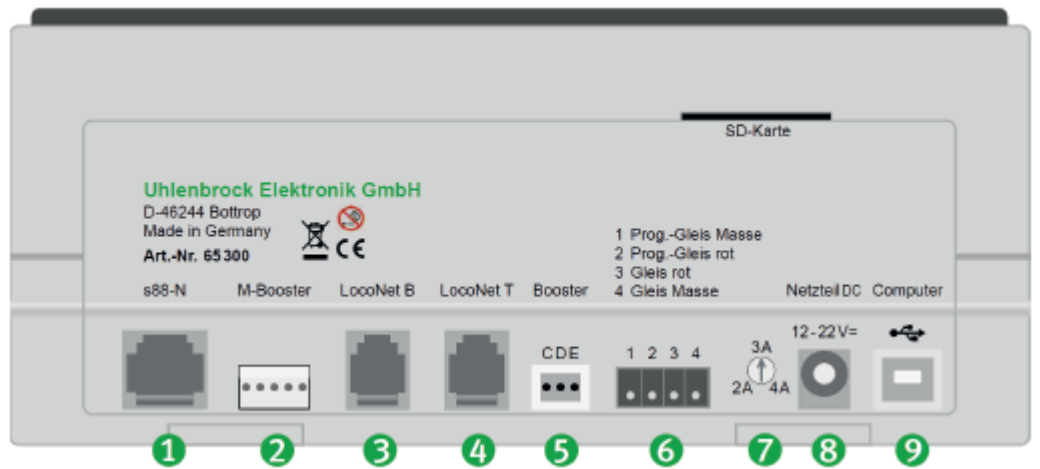 SD-Karte
Uhlenbrock Elektronik GmbH
D-46244 Bottrop
Made in Germany
CE
Art.-Nr. 65300
1 Prog.-Gleis Masse
2 Prog.-Gleis rot
3 Gleis rot
4 Gleis Masse
s88-N M-Booster LocoNet B LocoNet T Booster Netzteil DC Computer
12-22V=
CDE 1 2 3 4 3A
2A 4A
1 2 3 4 5 6 7 8 9